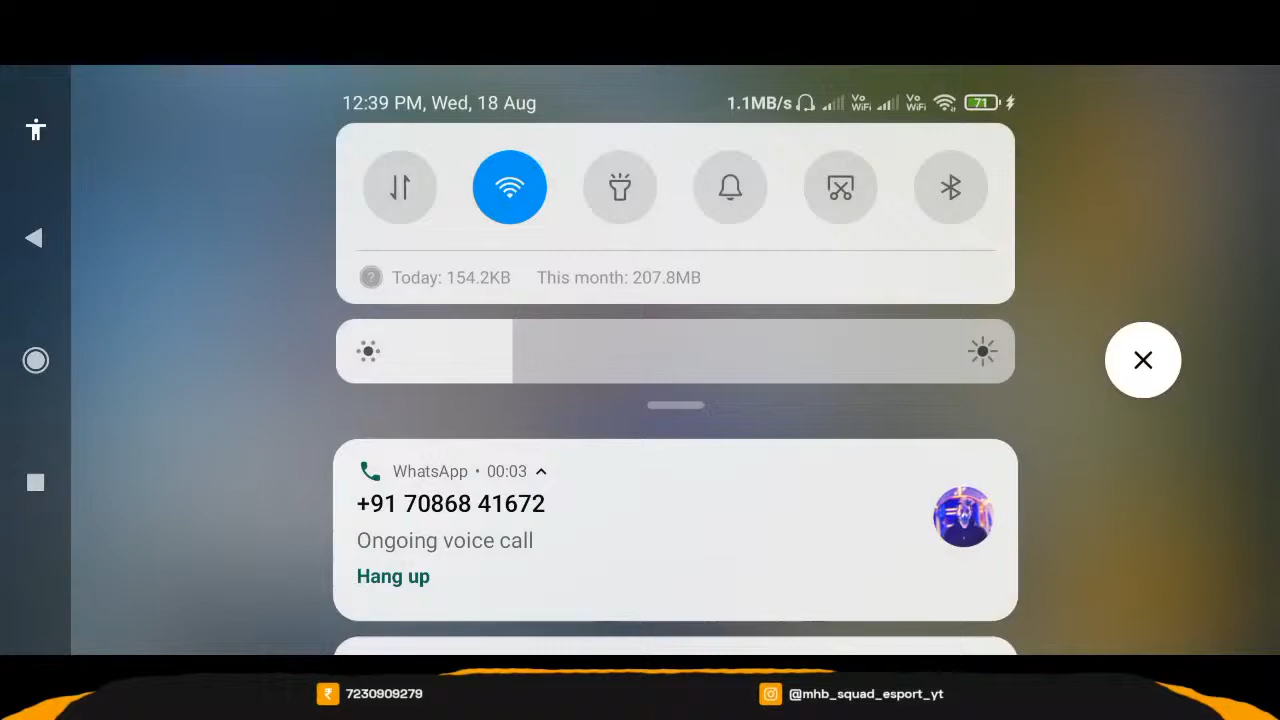 12:39 PM, Wed, 18 Aug
1.1MB/s Vo WiFi Vo WiFi 71
? Today: 154.2KB This month: 207.8MB
WhatsApp • 00:03
+91 70868 41672
Ongoing voice call
Hang up
₹ 7230909279
@mhb_squad_esport_yt